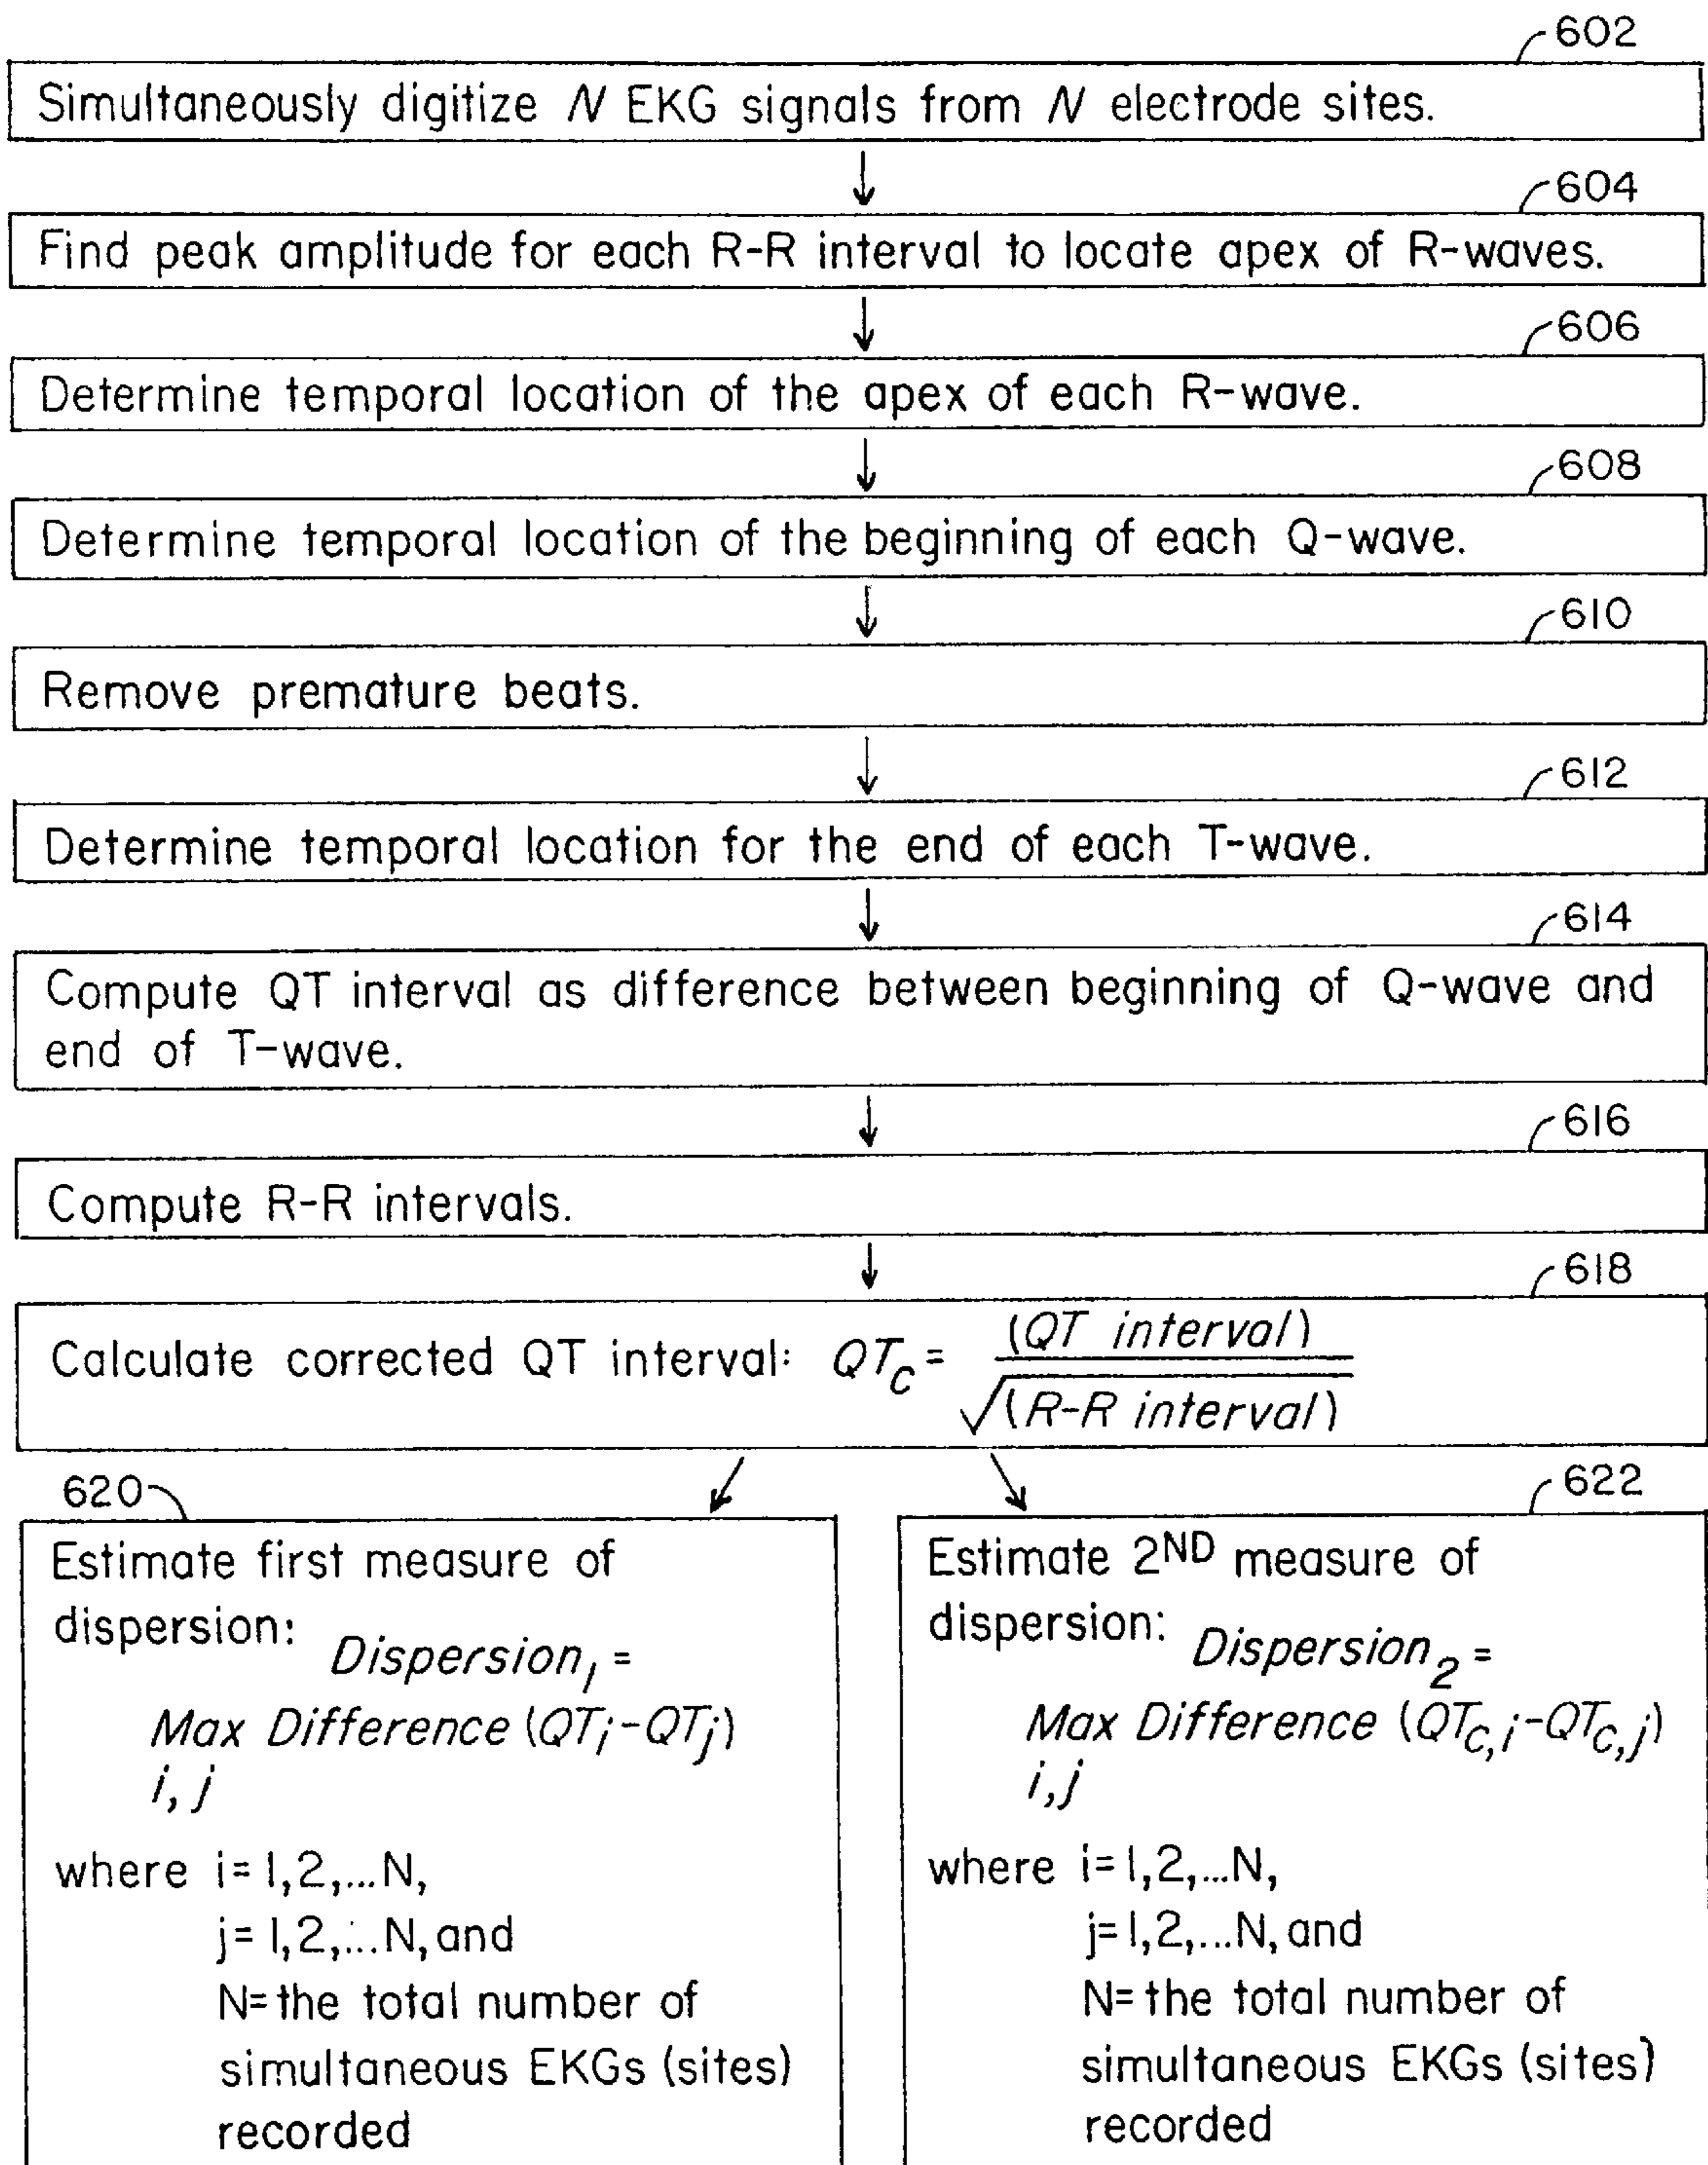 602
Simultaneously digitize N EKG signals from N electrode sites.
604
Find peak amplitude for each R-R interval to locate apex of R-waves.
606
Determine temporal location of the apex of each R-wave.
608
Determine temporal location of the beginning of each Q-wave.
610
Remove premature beats.
612
Determine temporal location for the end of each T-wave.
614
Compute QT interval as difference between beginning of Q-wave and
end of T-wave.
616
Compute R-R intervals.
618
Calculate corrected QT interval: QTc = (QT interval)
√(R-R interval)
620
Estimate first measure of
dispersion: Dispersion1 =
Max Difference (QTi-QTj)
i, j
where i= 1,2,...N,
j= 1,2,...N, and
N= the total number of
simultaneous EKGs (sites)
recorded
622
Estimate 2ND measure of
dispersion: Dispersion2 =
Max Difference (QTc,i-QTc,j)
i,j
where i= 1,2,...N,
j= 1,2,...N, and
N= the total number of
simultaneous EKGs (sites)
recorded